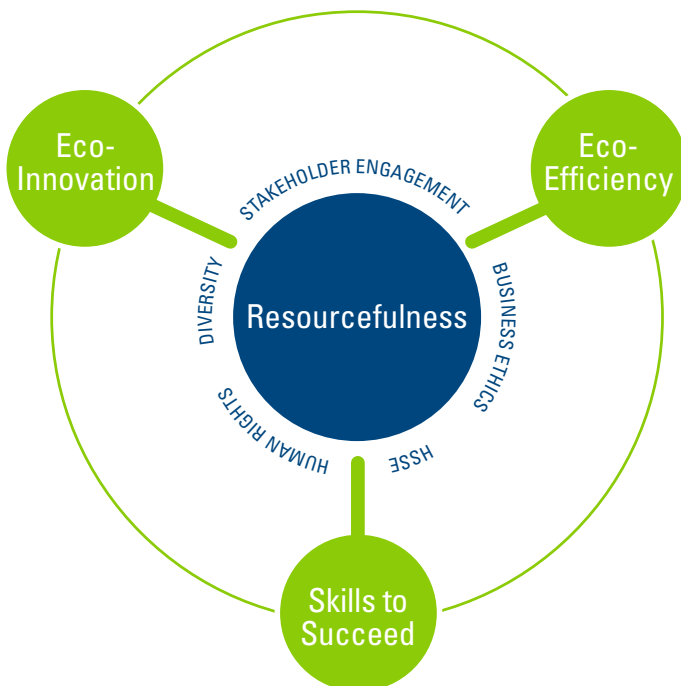 Eco-
Innovation
Eco-
Efficiency
STAKEHOLDER ENGAGEMENT
DIVERSITY
Resourcefulness
BUSINESS ETHICS
HUMAN RIGHTS
HSSE
Skills to
Succeed